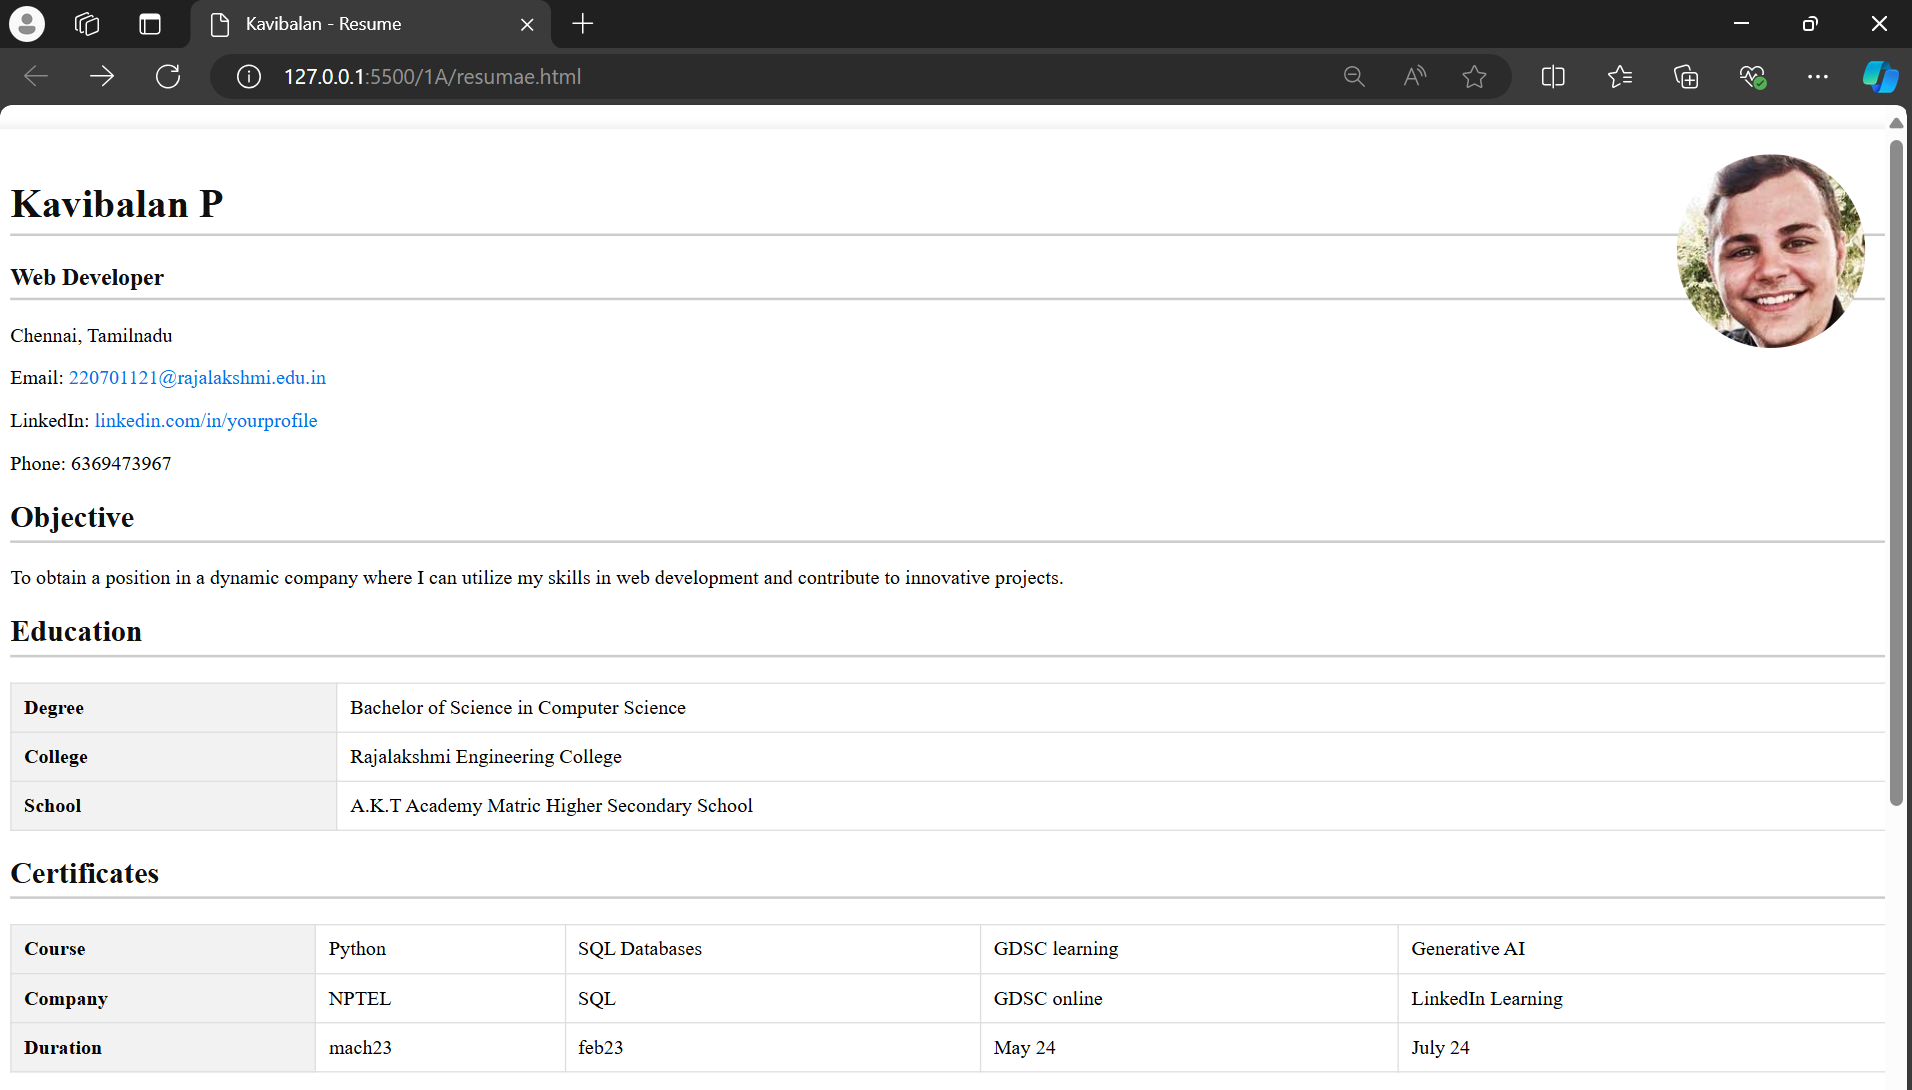 Kavibalan - Resume
127.0.0.1:5500/1A/resumae.html
Kavibalan P
Web Developer
Chennai, Tamilnadu
Email: 220701121@rajalakshmi.edu.in
LinkedIn: linkedin.com/in/yourprofile
Phone: 6369473967
Objective
To obtain a position in a dynamic company where I can utilize my skills in web development and contribute to innovative projects.
Education
Degree Bachelor of Science in Computer Science
College Rajalakshmi Engineering College
School A.K.T Academy Matric Higher Secondary School
Certificates
Course Python SQL Databases GDSC learning Generative AI
Company NPTEL SQL GDSC online LinkedIn Learning
Duration mach23 feb23 May 24 July 24